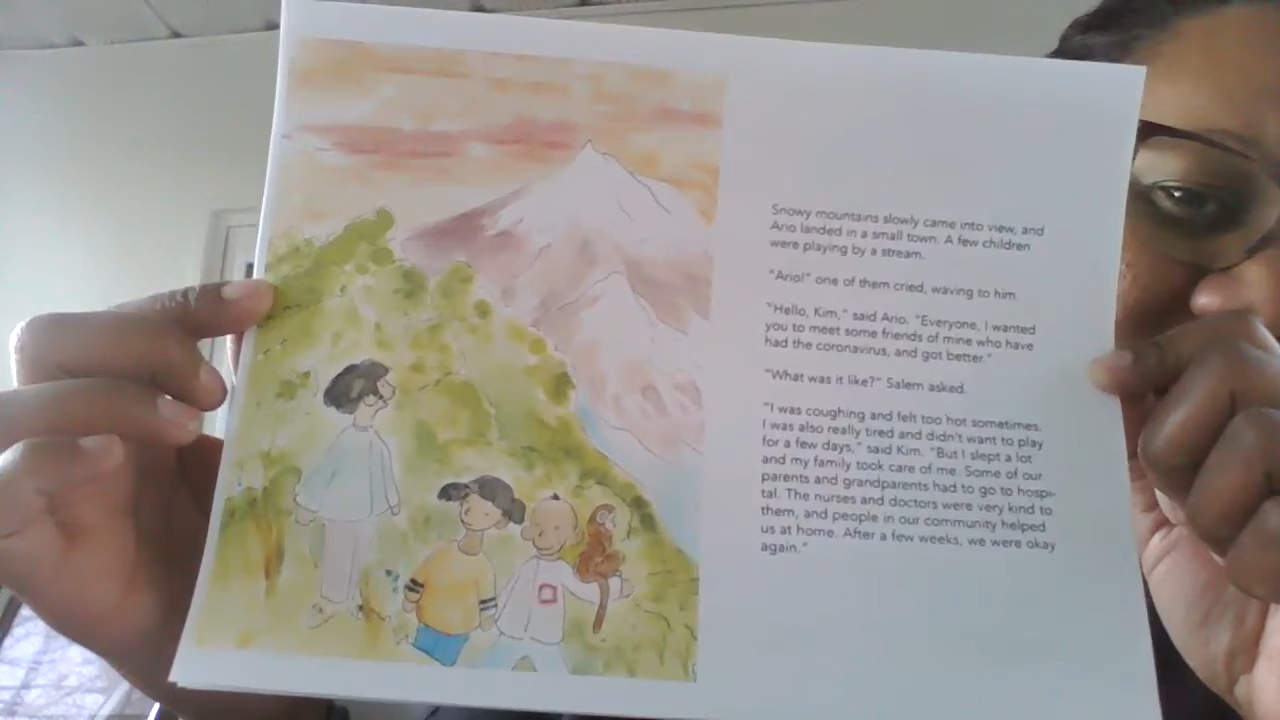 Snowy mountains slowly came into view, and
Ario landed in a small town. A few children
were playing by a stream.
"Ario!" one of them cried, waving to him.
"Hello, Kim," said Ario. "Everyone, I wanted
you to meet some friends of mine who have
had the coronavirus, and got better."
"What was it like?" Salem asked.
"I was coughing and felt too hot sometimes.
I was also really tired and didn't want to play
for a few days," said Kim. "But I slept a lot
and my family took care of me. Some of our
parents and grandparents had to go to hospi-
tal. The nurses and doctors were very kind to
them, and people in our community helped
us at home. After a few weeks, we were okay
again."